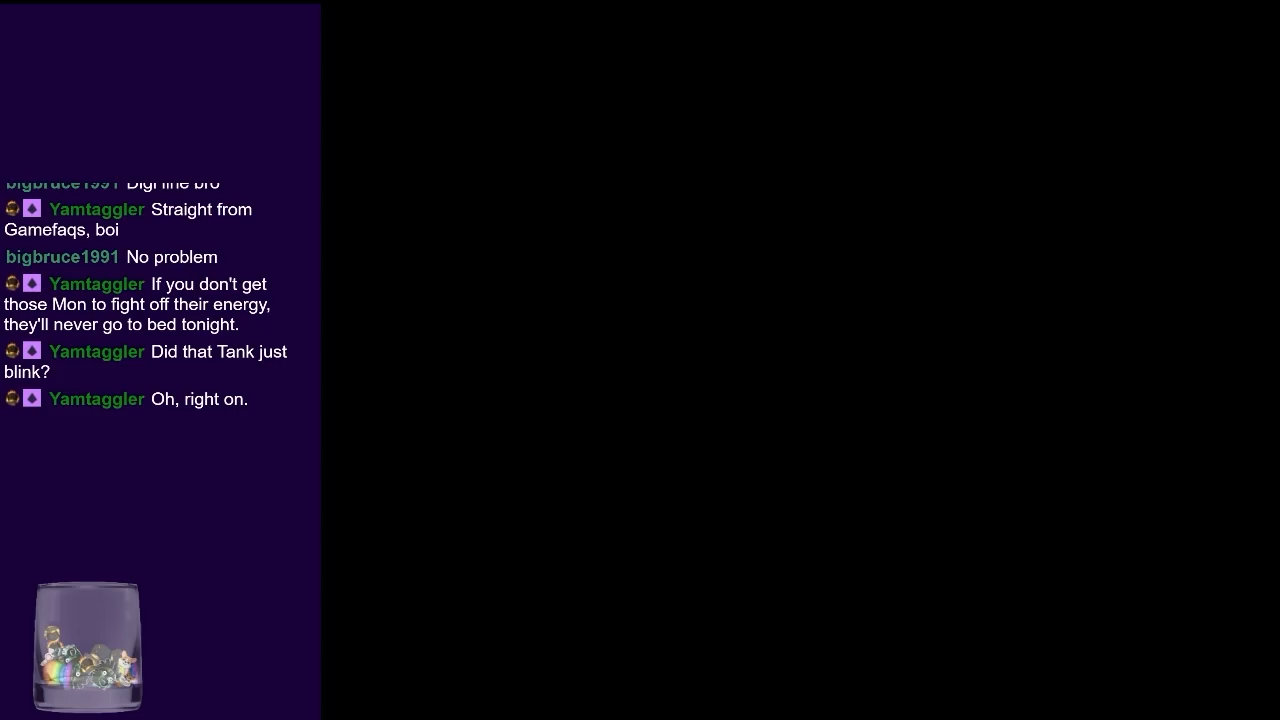 Yamtaggler Straight from
Gamefaqs, boi
bigbruce1991 No problem
Yamtaggler If you don't get
those Mon to fight off their energy,
they'll never go to bed tonight.
Yamtaggler Did that Tank just
blink?
Yamtaggler Oh, right on.